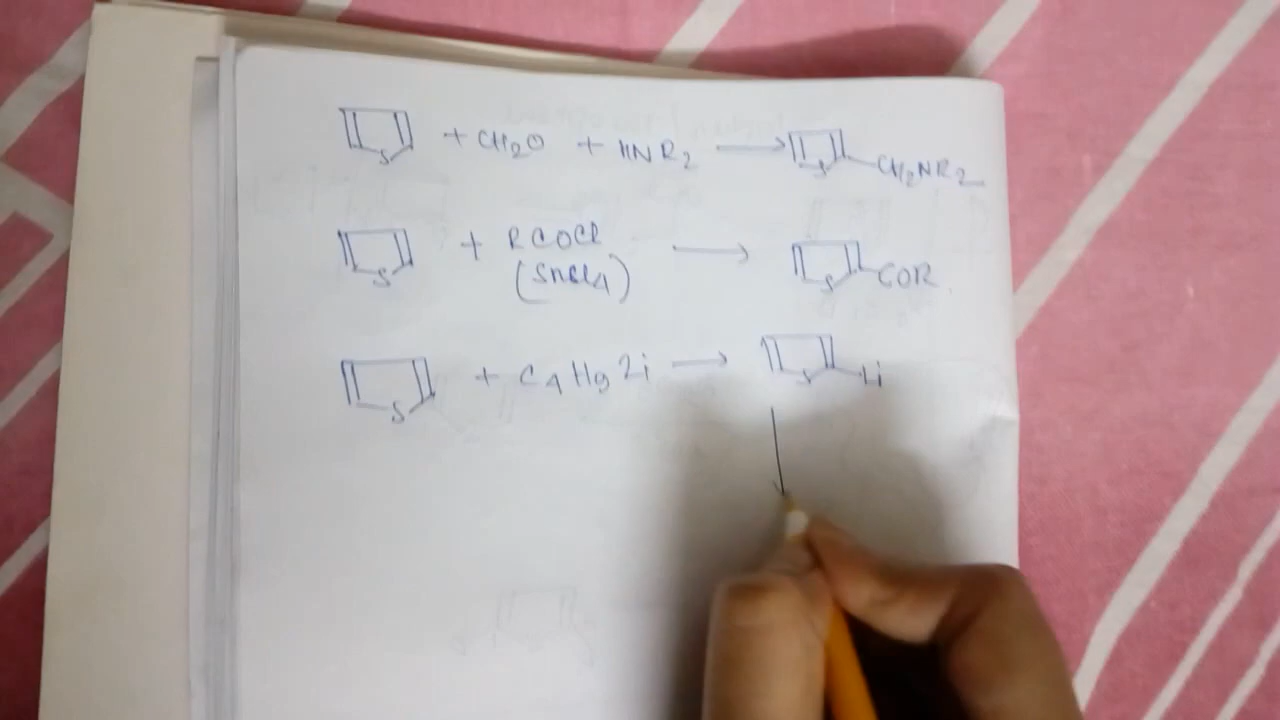 S + CH2O + HNR2 → S CH2NR2
S + RCOCl → S COR
(SnCl4)
S + C4H9Li → S Li